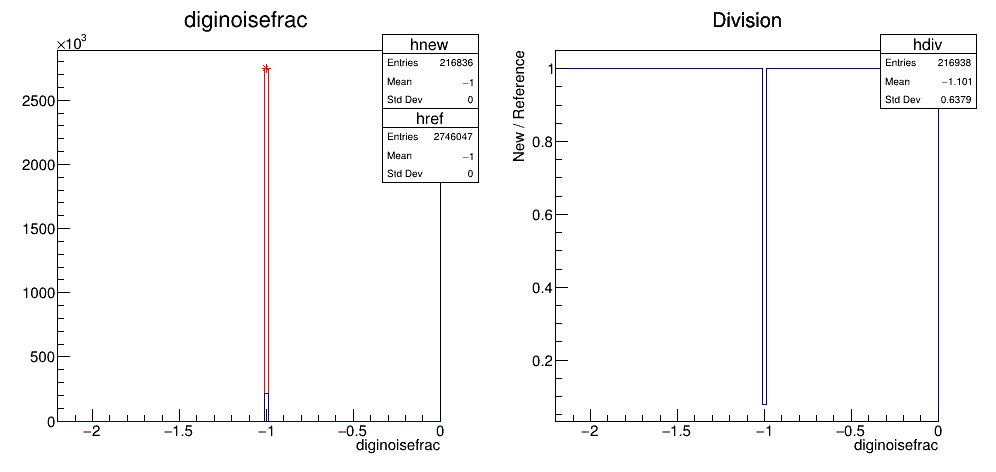 diginoisefrac
×10³
hnew
Entries 216836
Mean −1
Std Dev 0
href
Entries 2746047
Mean −1
Std Dev 0
2500
2000
1500
1000
500
0
−2 −1.5 −1 −0.5 0
diginoisefrac
Division
hdiv
Entries 216938
Mean −1.101
Std Dev 0.6379
New / Reference
1
0.8
0.6
0.4
0.2
−2 −1.5 −1 −0.5 0
diginoisefrac